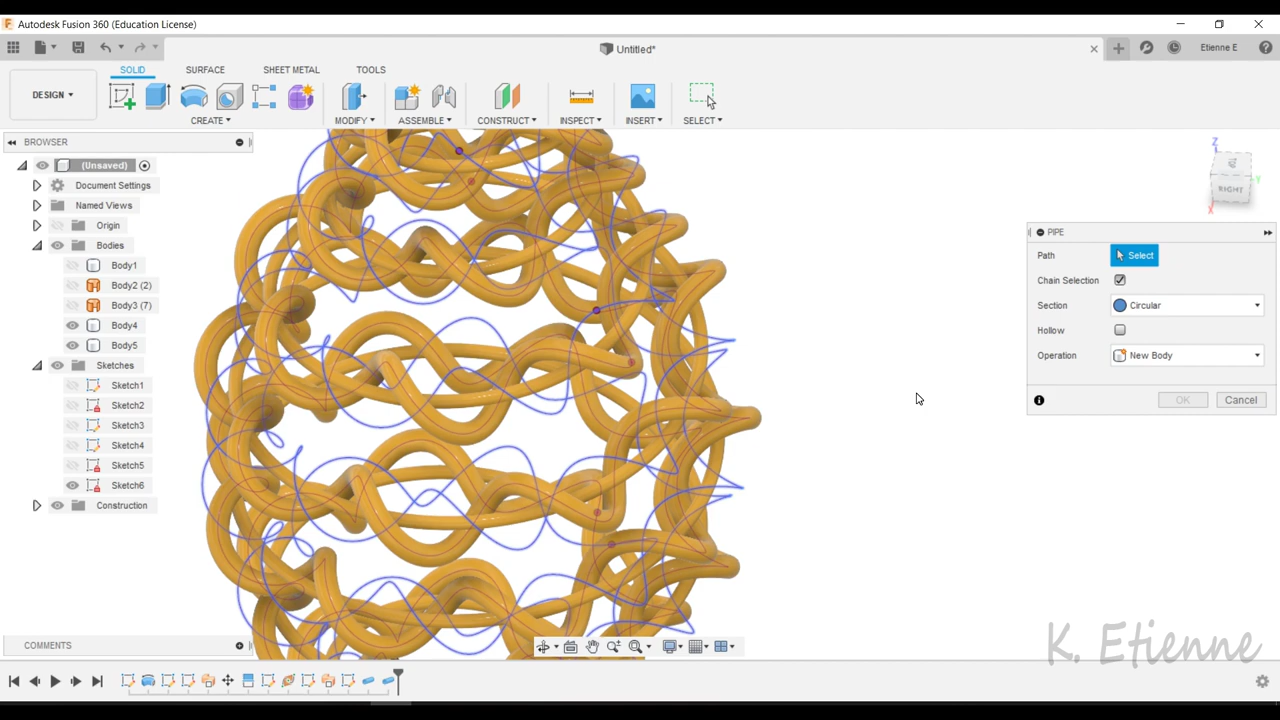 Autodesk Fusion 360 (Education License)
Untitled*
Etienne E
SOLID SURFACE SHEET METAL TOOLS
DESIGN
CREATE MODIFY ASSEMBLE CONSTRUCT INSPECT INSERT SELECT
BROWSER
(Unsaved)
Document Settings
Named Views
Origin
Bodies
Body1
Body2 (2)
Body3 (7)
Body4
Body5
Sketches
Sketch1
Sketch2
Sketch3
Sketch4
Sketch5
Sketch6
Construction
COMMENTS
Z
Y
X
RIGHT
PIPE
Path Select
Chain Selection
Section Circular
Hollow
Operation New Body
OK Cancel
K. Etienne